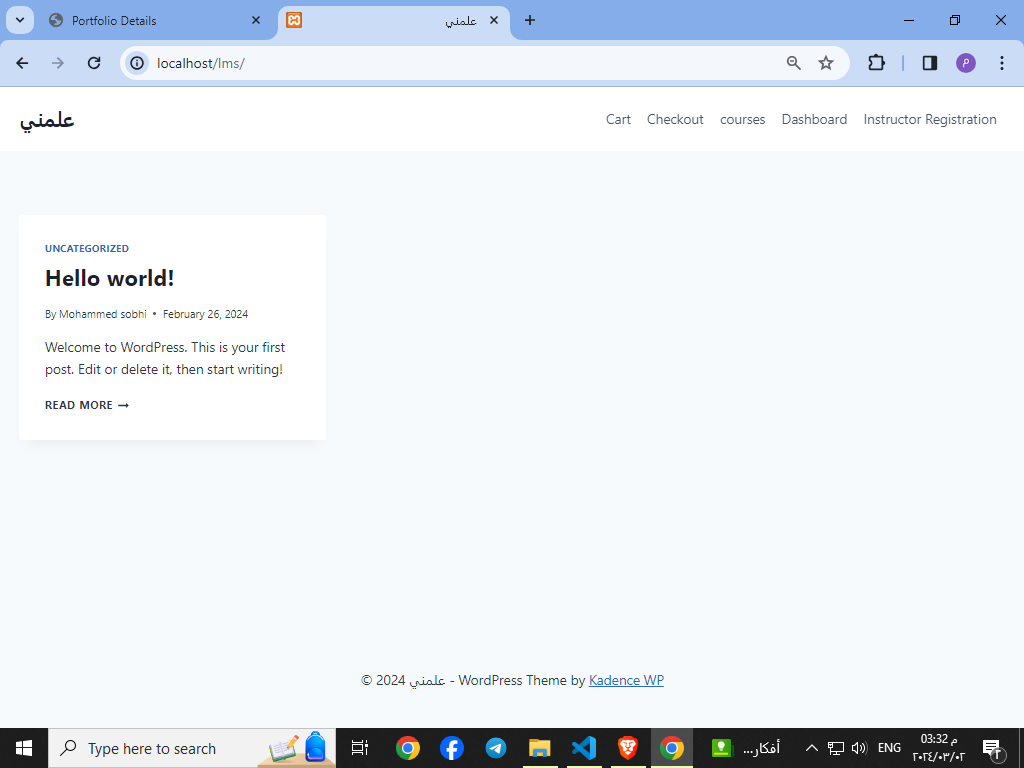 Portfolio Details
علمني
localhost/lms/
علمني
Cart
Checkout
courses
Dashboard
Instructor Registration
UNCATEGORIZED
Hello world!
By Mohammed sobhi • February 26, 2024
Welcome to WordPress. This is your first
post. Edit or delete it, then start writing!
READ MORE →
© 2024 علمني - WordPress Theme by Kadence WP
Type here to search
أفكار...
ENG
03:32 م
٢٠٢٤/٠٣/٠٢
٢